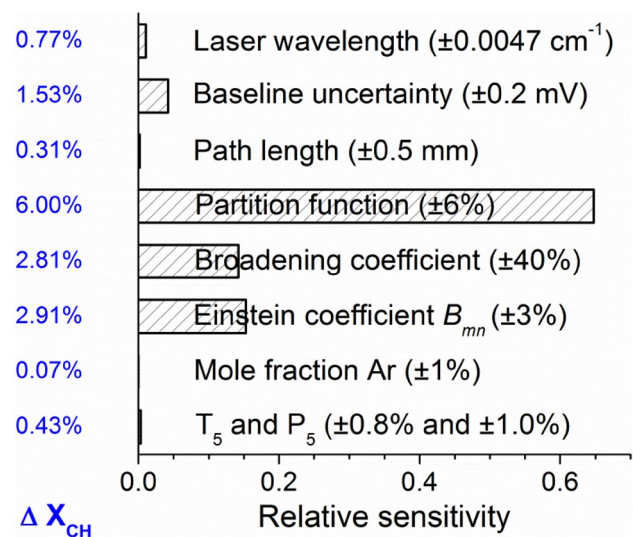 0.77% Laser wavelength (±0.0047 cm⁻¹)
1.53% Baseline uncertainty (±0.2 mV)
0.31% Path length (±0.5 mm)
6.00% Partition function (±6%)
2.81% Broadening coefficient (±40%)
2.91% Einstein coefficient Bₘₙ (±3%)
0.07% Mole fraction Ar (±1%)
0.43% T₅ and P₅ (±0.8% and ±1.0%)
0.0 0.2 0.4 0.6
Δ X_CH Relative sensitivity